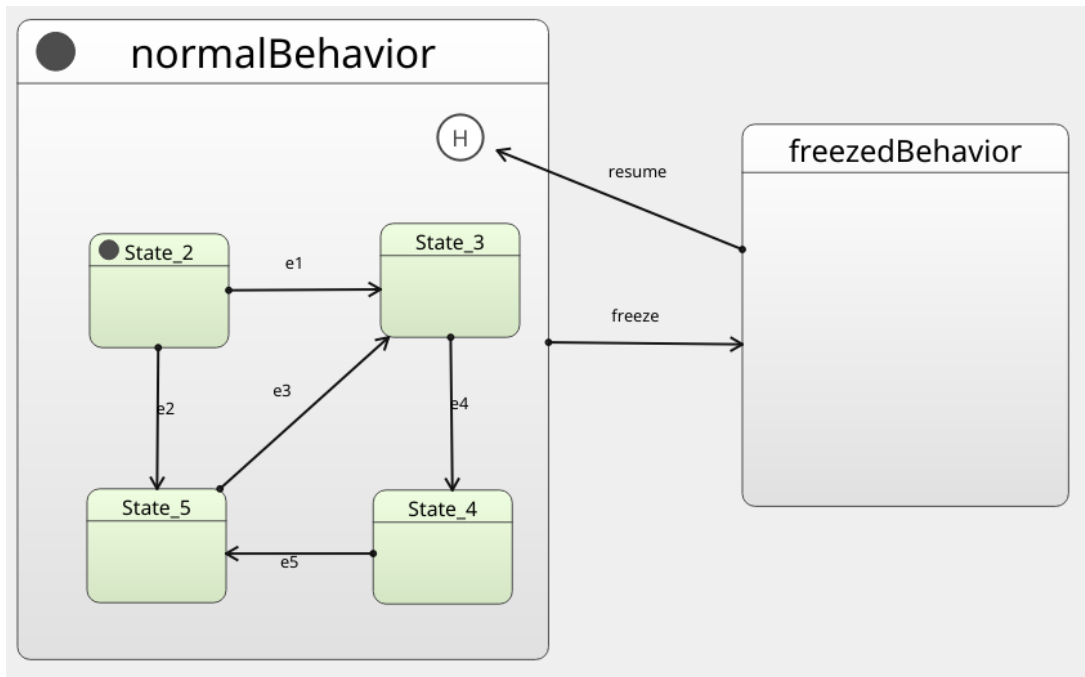 normalBehavior
H
freezedBehavior
resume
State_2
State_3
e1
freeze
e3
e2
e4
State_5
State_4
e5